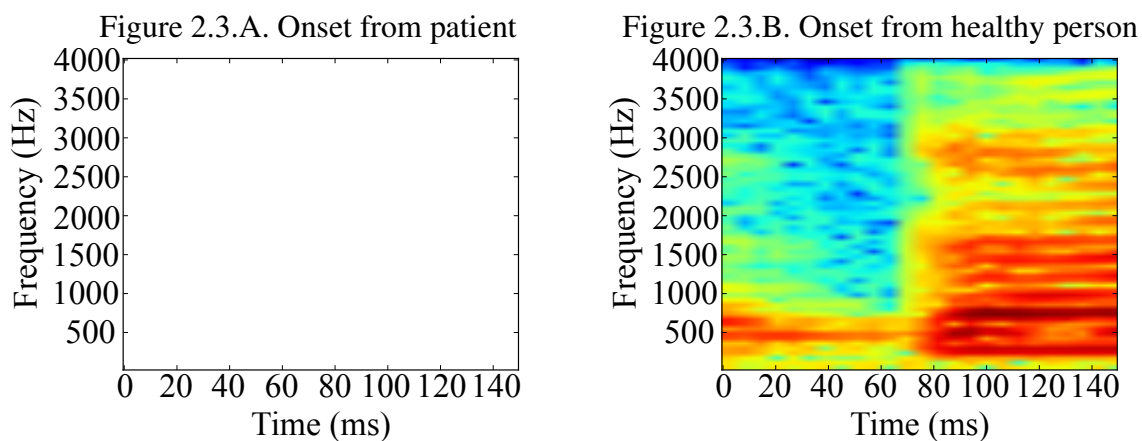 Figure 2.3.A. Onset from patient
4000
3500
3000
2500
2000
1500
1000
500
Frequency (Hz)
0 20 40 60 80 100 120 140
Time (ms)
Figure 2.3.B. Onset from healthy person
4000
3500
3000
2500
2000
1500
1000
500
Frequency (Hz)
0 20 40 60 80 100 120 140
Time (ms)